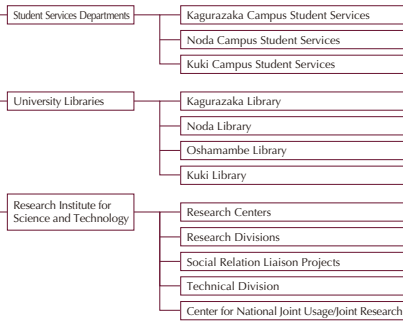 Student Services Departments
Kagurazaka Campus Student Services
Noda Campus Student Services
Kuki Campus Student Services
University Libraries
Kagurazaka Library
Noda Library
Oshamambe Library
Kuki Library
Research Institute for
Science and Technology
Research Centers
Research Divisions
Social Relation Liaison Projects
Technical Division
Center for National Joint Usage/Joint Research